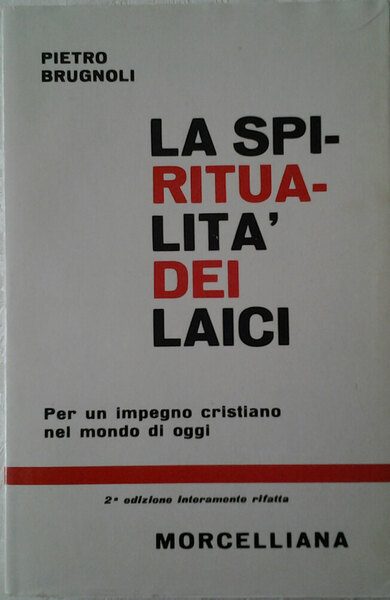 PIETRO
BRUGNOLI
LA SPI-
RITUA-
LITA'
DEI
LAICI
Per un impegno cristiano
nel mondo di oggi
2ª edizione interamente rifatta
MORCELLIANA